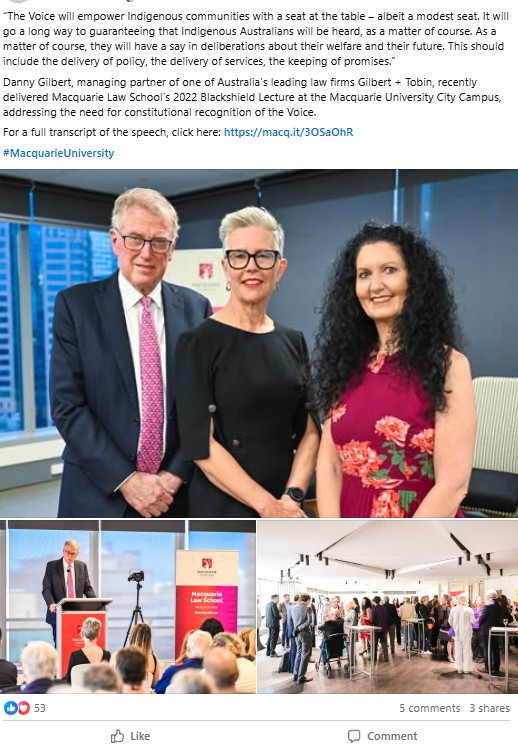 “The Voice will empower Indigenous communities with a seat at the table – albeit a modest seat. It will
go a long way to guaranteeing that Indigenous Australians will be heard, as a matter of course. As a
matter of course, they will have a say in deliberations about their welfare and their future. This should
include the delivery of policy, the delivery of services, the keeping of promises.”
Danny Gilbert, managing partner of one of Australia's leading law firms Gilbert + Tobin, recently
delivered Macquarie Law School's 2022 Blackshield Lecture at the Macquarie University City Campus,
addressing the need for constitutional recognition of the Voice.
For a full transcript of the speech, click here: https://macq.it/3OSaOhR
#MacquarieUniversity
Macquarie
Law School
53
5 comments 3 shares
Like
Comment